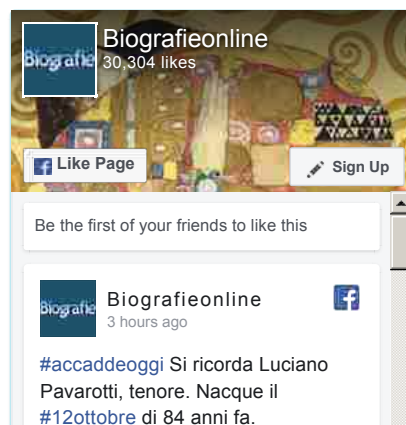 Biografieonline
Biografie
30,304 likes
Like Page
Sign Up
Be the first of your friends to like this
Biografieonline
Biografie
3 hours ago
#accaddeoggi Si ricorda Luciano
Pavarotti, tenore. Nacque il
#12ottobre di 84 anni fa.